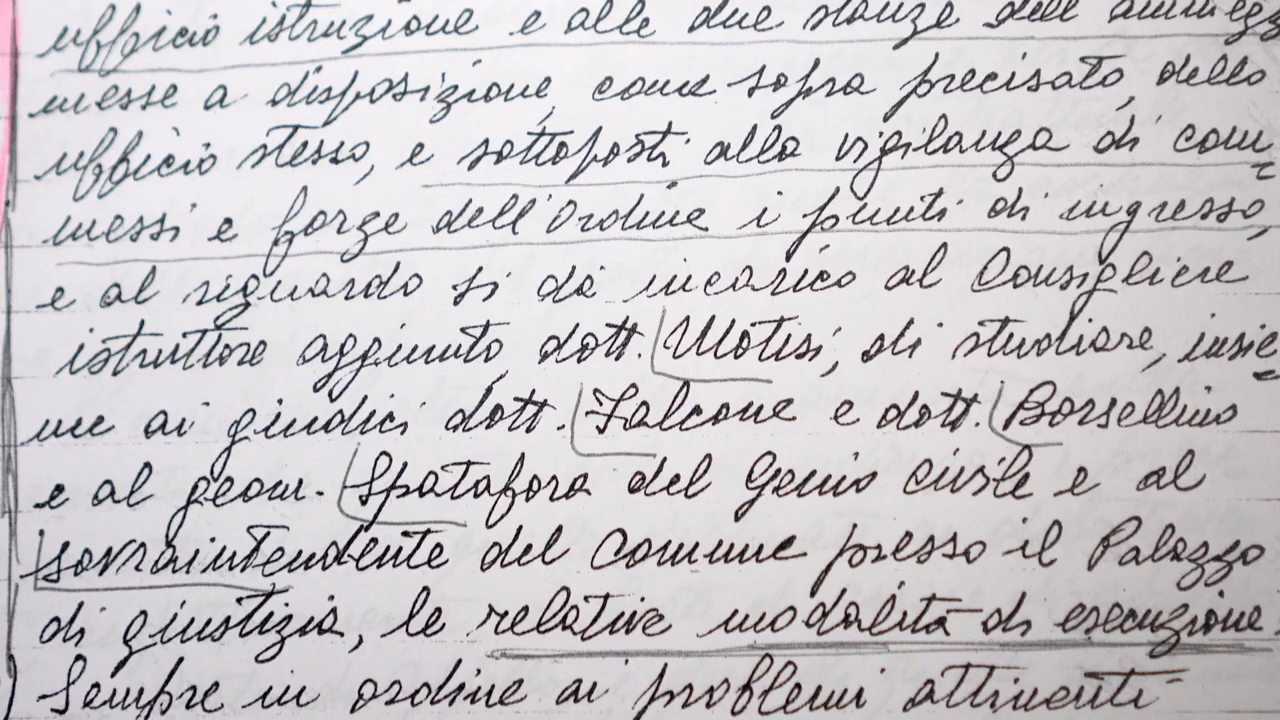 ufficio istruzione e alle due stanze dell'ammezz
messe a disposizione, come sopra precisato, dello
ufficio stesso, e sottoposti alla vigilanza di com=
messi e forze dell'Ordine i punti di ingresso,
e al riguardo si dà incarico al Consigliere
istruttore aggiunto, dott. Motisi, di studiare, insie=
me ai giudici dott. Falcone e dott. Borsellino
e al geom. Spatafora del Genio civile e al
sovraintendente del Comune presso il Palazzo
di giustizia, le relative modalità di esecuzione.
) Sempre in ordine ai problemi attinenti